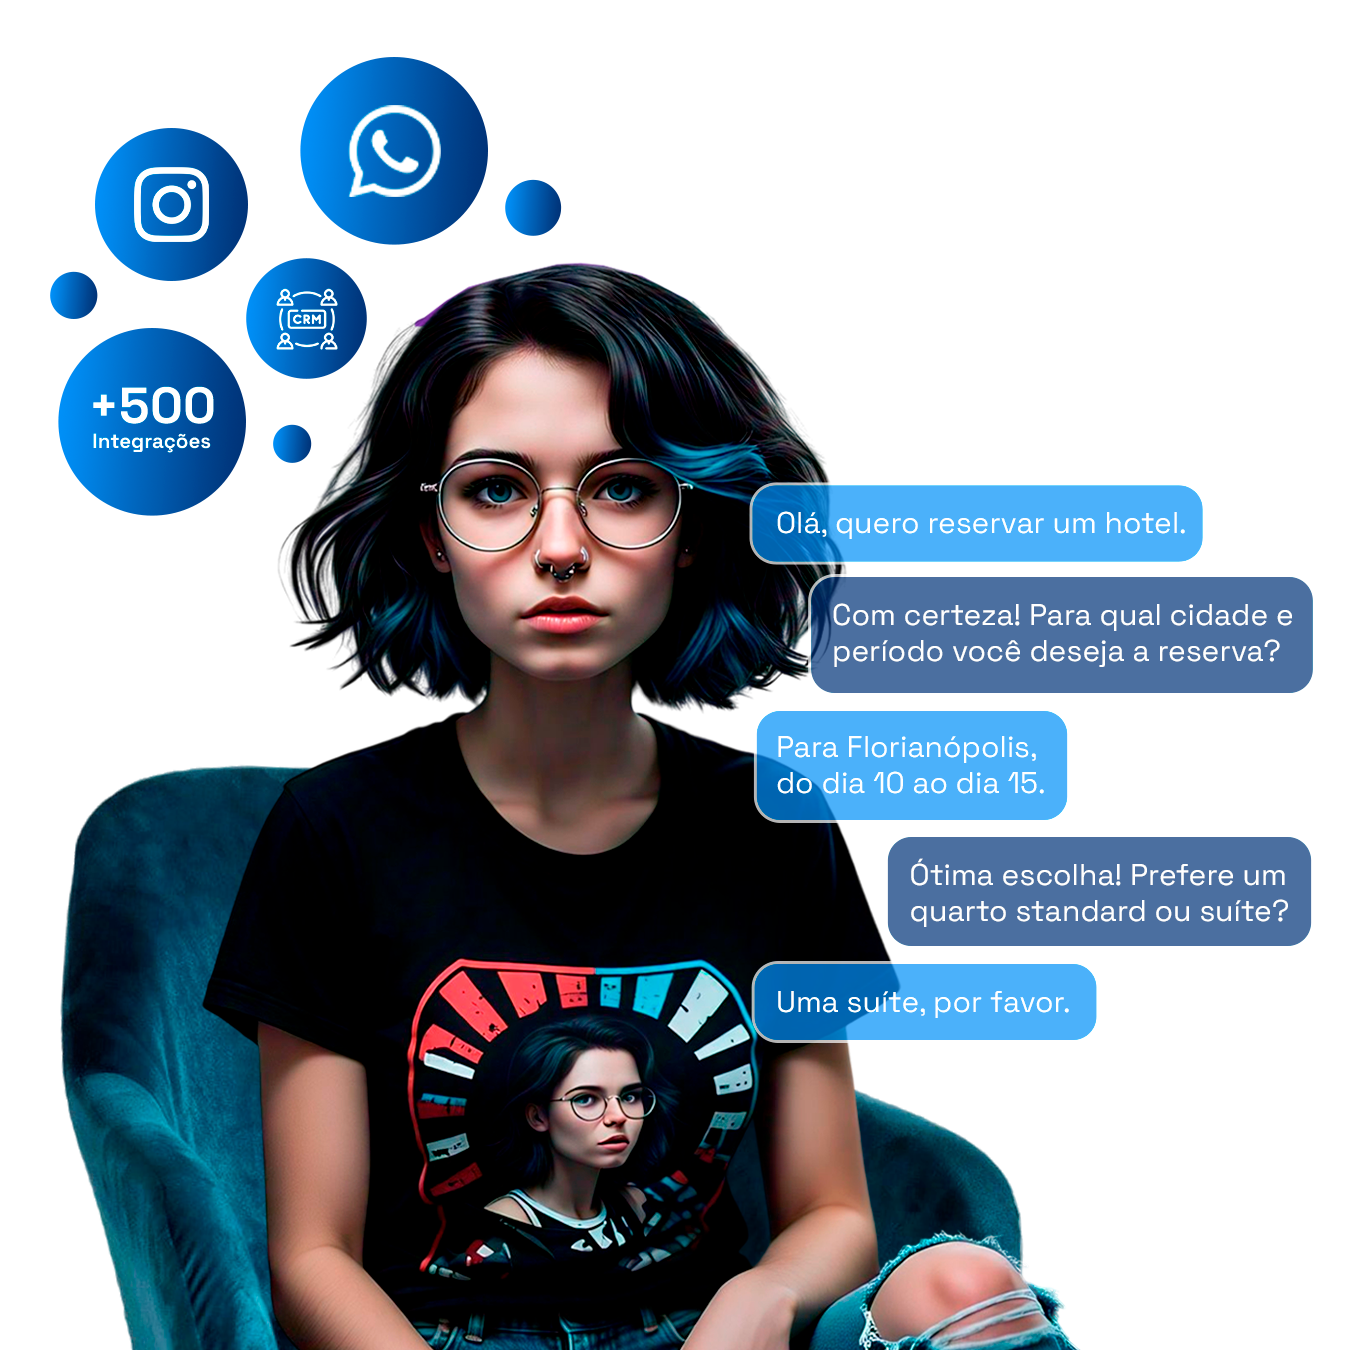 CRM
+500
Integrações
Olá, quero reservar um hotel.
Com certeza! Para qual cidade e
período você deseja a reserva?
Para Florianópolis,
do dia 10 ao dia 15.
Ótima escolha! Prefere um
quarto standard ou suíte?
Uma suíte, por favor.